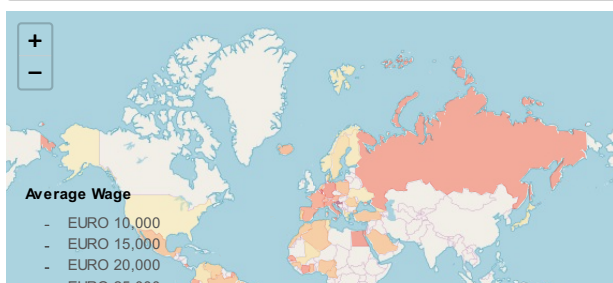 +
–
Average Wage
- EURO 10,000
- EURO 15,000
- EURO 20,000